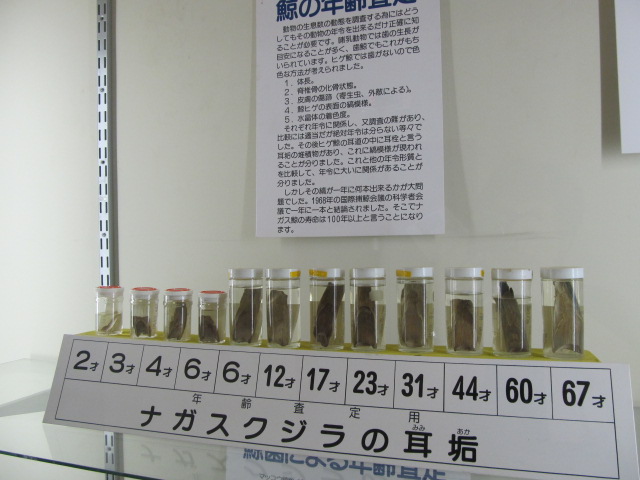 鯨の年齢査定
動物の生息数の動態を調査する為にはどう
してもその動物の年令を出来るだけ正確に知
ることが必要です。哺乳動物では歯の生長が
目安になることが多く、歯鯨でもこれがもち
いられています。ヒゲ鯨では歯がないので色
色な方法が考えられました。
1.体長。
2.脊椎骨の化骨状態。
3.皮膚の傷跡(寄生虫、外敵による)。
4.鯨ヒゲの表面の縞模様。
5.水晶体の着色度。
それぞれ年令に関係し、又調査の難があり、
比較には適当だが絶対年令は分らない等々で
した。その後ヒゲ鯨の耳道の中に耳栓と言う
耳垢の堆積物があり、これに縞模様が現われ
ることが分りました。これと他の年令形質と
を比較して、年令に大いに関係があることが
分りました。
しかしその縞が一年に何本出来るかが大問
題でした。1968年の国際捕鯨会議の科学者会
議で一年に一本と結論されました。そこでナ
ガス鯨の寿命は100年以上と言うことになり
ます。
2才 3才 4才 6才 6才 12才 17才 23才 31才 44才 60才 67才
年齢査定用
ナガスクジラの耳垢
みみ あか